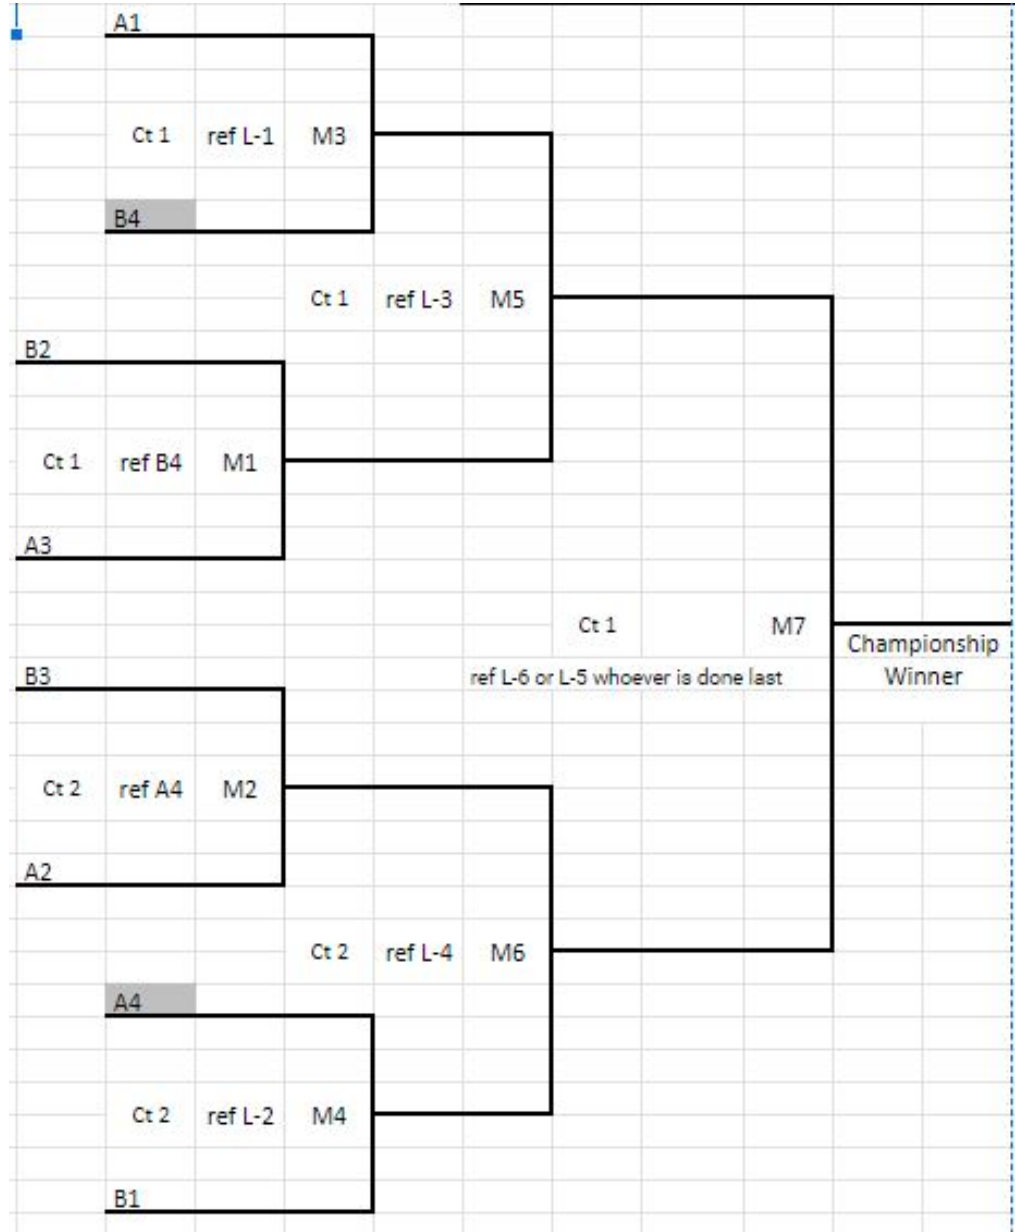 A1
Ct 1 ref L-1 M3
B4
Ct 1 ref L-3 M5
B2
Ct 1 ref B4 M1
A3
Ct 1 M7
Championship
Winner
ref L-6 or L-5 whoever is done last
B3
Ct 2 ref A4 M2
A2
Ct 2 ref L-4 M6
A4
Ct 2 ref L-2 M4
B1